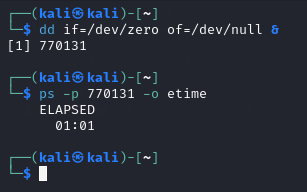 ┌──(kali㉿kali)-[~]
└─$ dd if=/dev/zero of=/dev/null &
[1] 770131
┌──(kali㉿kali)-[~]
└─$ ps -p 770131 -o etime
ELAPSED
01:01
┌──(kali㉿kali)-[~]
└─$